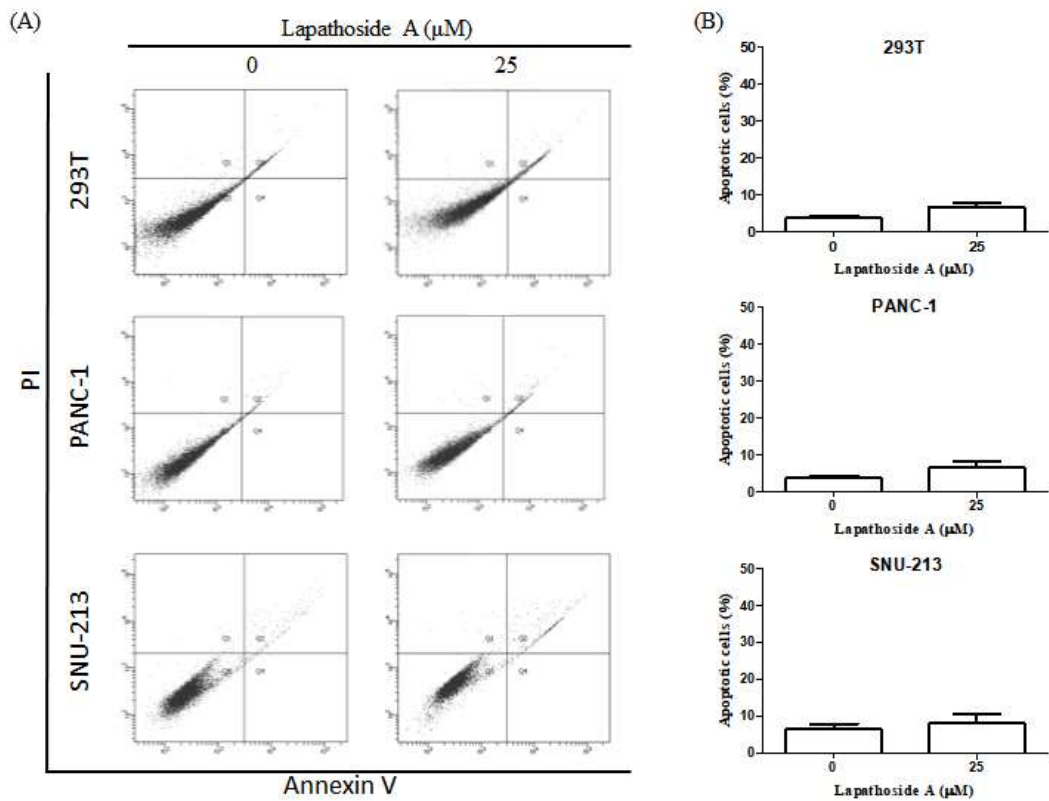 (A)
Lapathoside A (μM)
0
25
293T
PANC-1
SNU-213
PI
Annexin V
(B)
293T
Apoptotic cells (%)
50
40
30
20
10
0
0
25
Lapathoside A (μM)
PANC-1
Apoptotic cells (%)
50
40
30
20
10
0
0
25
Lapathoside A (μM)
SNU-213
Apoptotic cells (%)
50
40
30
20
10
0
0
25
Lapathoside A (μM)